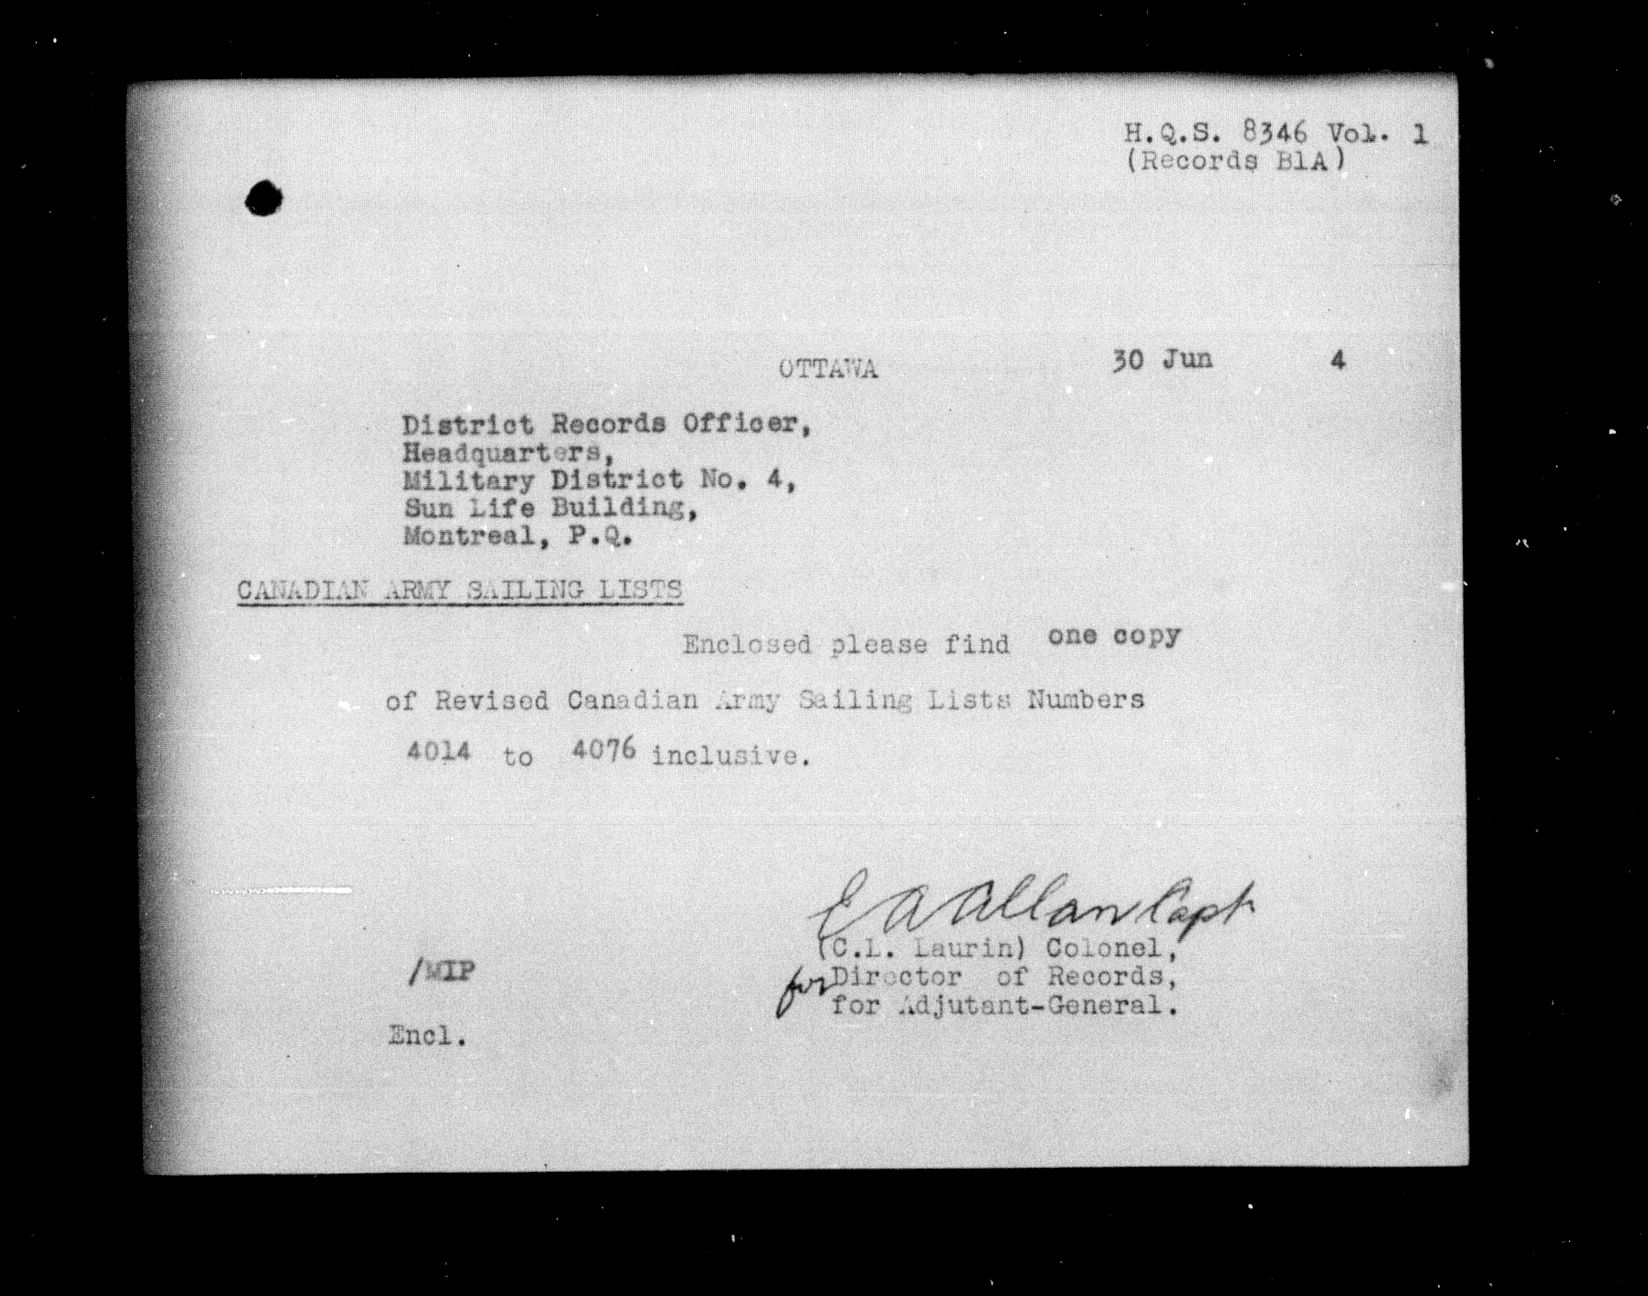 H.Q.S. 8346 Vol. 1
(Records B1A)
OTTAWA 30 Jun 4
District Records Officer,
Headquarters,
Military District No. 4,
Sun Life Building,
Montreal, P.Q.
CANADIAN ARMY SAILING LISTS
Enclosed please find one copy
of Revised Canadian Army Sailing Lists Numbers
4014 to 4076 inclusive.
E A Allan Capt
(C.L. Laurin) Colonel,
/MIP
for Director of Records,
for Adjutant-General.
Encl.